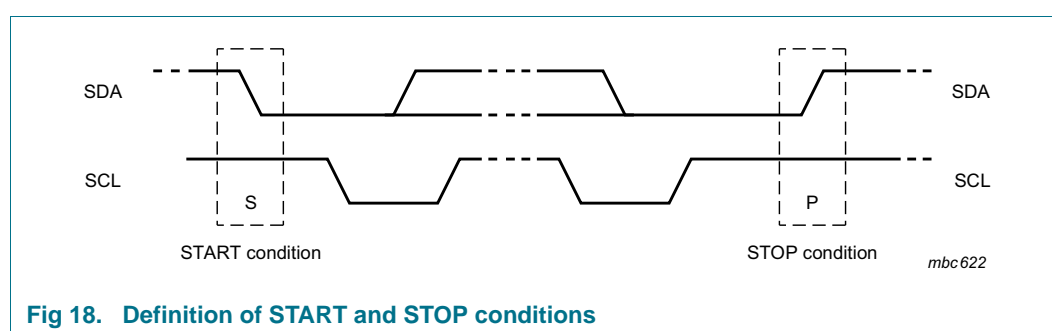 SDA SDA
SCL SCL
S P
START condition STOP condition
mbc622
Fig 18. Definition of START and STOP conditions